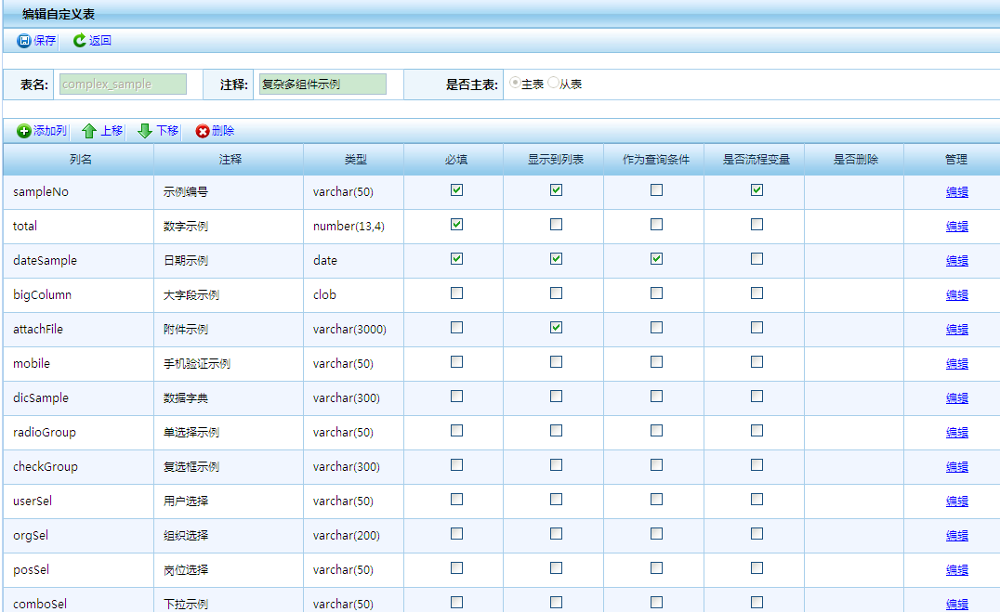 编辑自定义表
保存 返回
表名: complex_sample 注释: 复杂多组件示例 是否主表: 主表 从表
添加列 上移 下移 删除
列名 注释 类型 必填 显示到列表 作为查询条件 是否流程变量 是否删除 管理
sampleNo 示例编号 varchar(50) 编辑
total 数字示例 number(13,4) 编辑
dateSample 日期示例 date 编辑
bigColumn 大字段示例 clob 编辑
attachFile 附件示例 varchar(3000) 编辑
mobile 手机验证示例 varchar(50) 编辑
dicSample 数据字典 varchar(300) 编辑
radioGroup 单选择示例 varchar(50) 编辑
checkGroup 复选框示例 varchar(300) 编辑
userSel 用户选择 varchar(50) 编辑
orgSel 组织选择 varchar(200) 编辑
posSel 岗位选择 varchar(50) 编辑
comboSel 下拉示例 varchar(50) 编辑